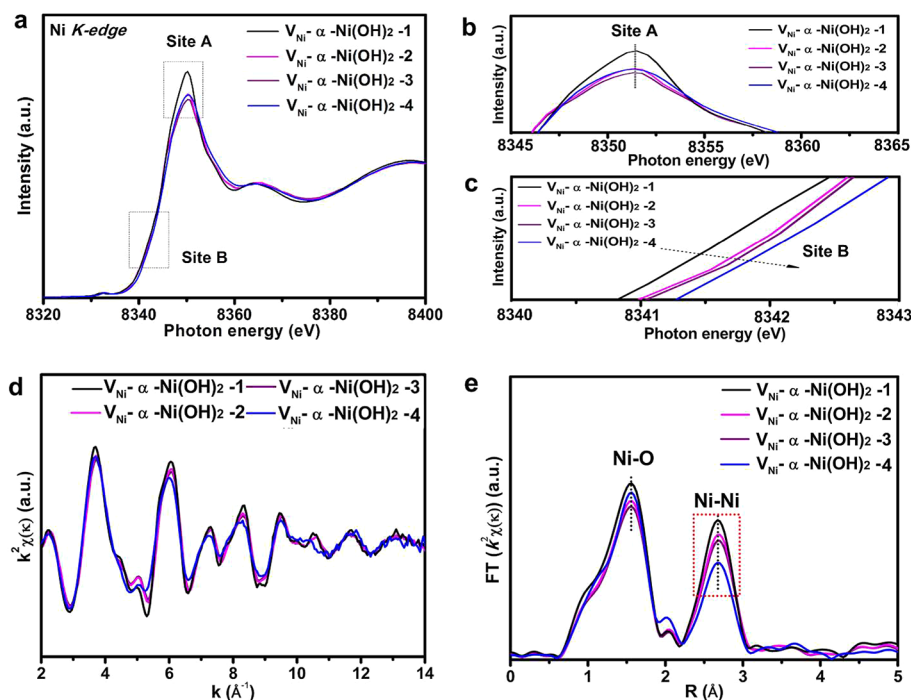 a
Ni K-edge
Site A
V_Ni- α -Ni(OH)₂ -1
V_Ni- α -Ni(OH)₂ -2
V_Ni- α -Ni(OH)₂ -3
V_Ni- α -Ni(OH)₂ -4
Site B
Intensity (a.u.)
8320 8340 8360 8380 8400
Photon energy (eV)
b
Site A
V_Ni- α -Ni(OH)₂ -1
V_Ni- α -Ni(OH)₂ -2
V_Ni- α -Ni(OH)₂ -3
V_Ni- α -Ni(OH)₂ -4
Intensity (a.u.)
8345 8350 8355 8360 8365
Photon energy (eV)
c
V_Ni- α -Ni(OH)₂ -1
V_Ni- α -Ni(OH)₂ -2
V_Ni- α -Ni(OH)₂ -3
V_Ni- α -Ni(OH)₂ -4
Site B
Intensity (a.u.)
8340 8341 8342 8343
Photon energy (eV)
d
V_Ni- α -Ni(OH)₂ -1 V_Ni- α -Ni(OH)₂ -3
V_Ni- α -Ni(OH)₂ -2 V_Ni- α -Ni(OH)₂ -4
k²χ(κ) (a.u.)
2 4 6 8 10 12 14
k (Å⁻¹)
e
V_Ni- α -Ni(OH)₂ -1
V_Ni- α -Ni(OH)₂ -2
V_Ni- α -Ni(OH)₂ -3
V_Ni- α -Ni(OH)₂ -4
Ni-O
Ni-Ni
FT (k²χ(κ)) (a.u.)
0 1 2 3 4 5
R (Å)